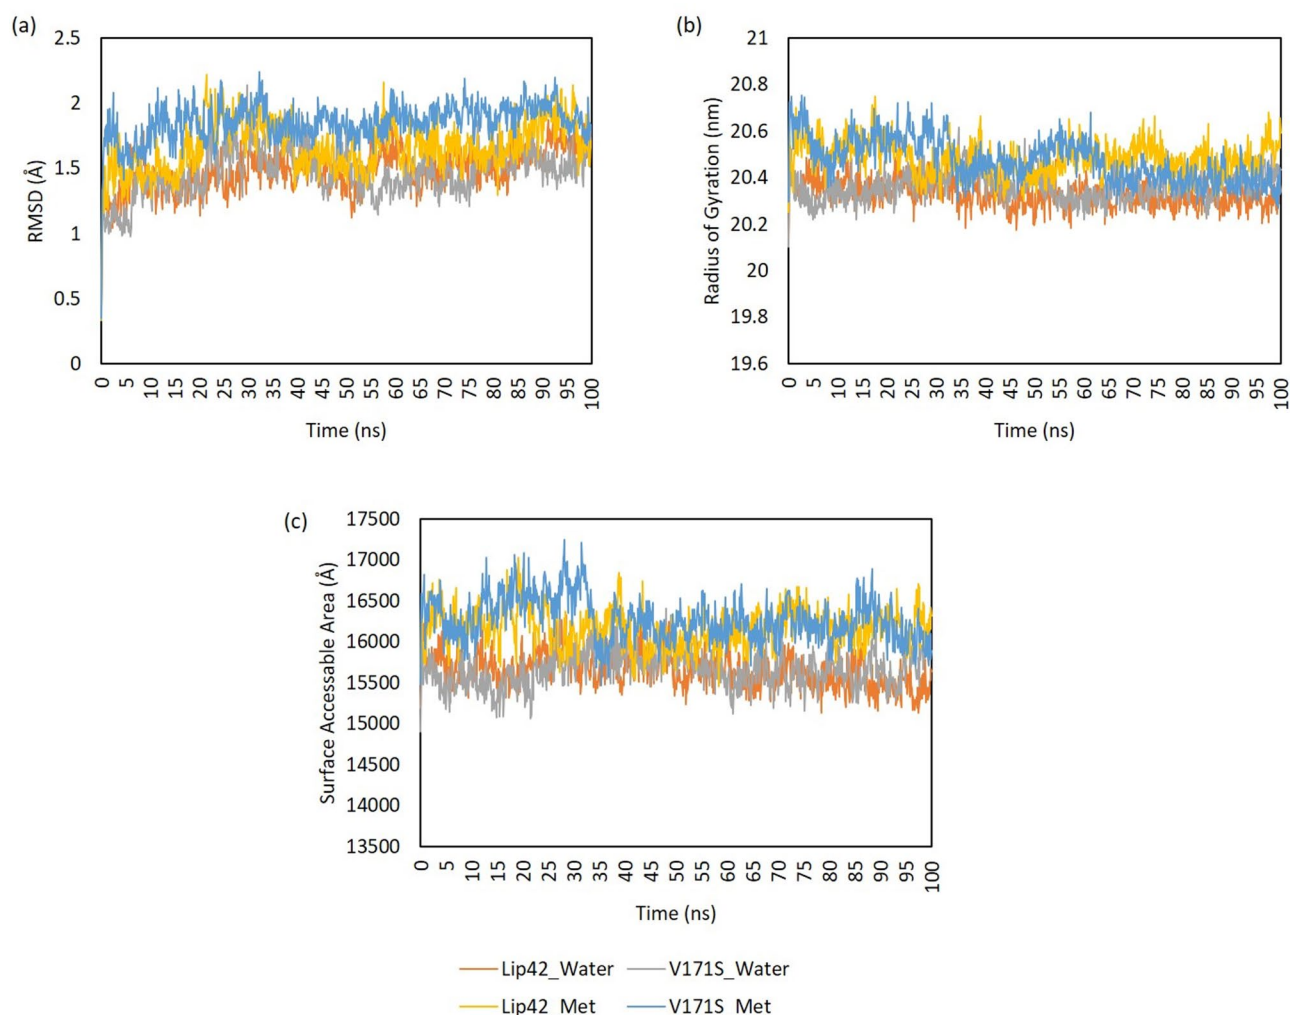 (a)
2.5
2
1.5
1
0.5
0
RMSD (Å)
0 5 10 15 20 25 30 35 40 45 50 55 60 65 70 75 80 85 90 95 100
Time (ns)
(b)
21
20.8
20.6
20.4
20.2
20
19.8
19.6
Radius of Gyration (nm)
0 5 10 15 20 25 30 35 40 45 50 55 60 65 70 75 80 85 90 95 100
Time (ns)
(c)
17500
17000
16500
16000
15500
15000
14500
14000
13500
Surface Accessable Area (Å)
0 5 10 15 20 25 30 35 40 45 50 55 60 65 70 75 80 85 90 95 100
Time (ns)
Lip42_Water V171S_Water
Lip42_Met V171S_Met